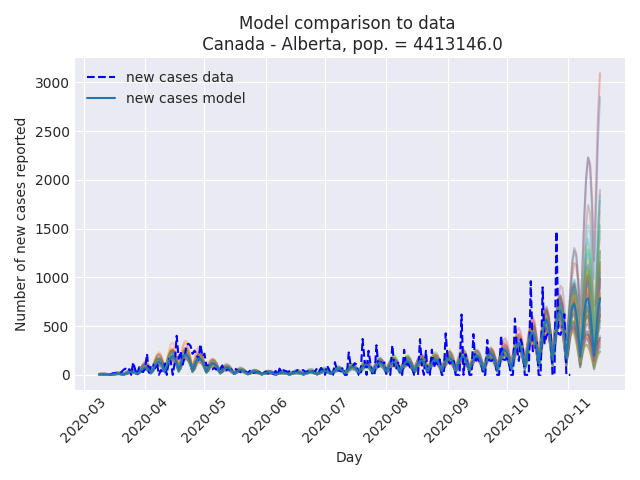 Model comparison to data
Canada - Alberta, pop. = 4413146.0
new cases data
new cases model
Number of new cases reported
3000
2500
2000
1500
1000
500
0
2020-03
2020-04
2020-05
2020-06
2020-07
2020-08
2020-09
2020-10
2020-11
Day